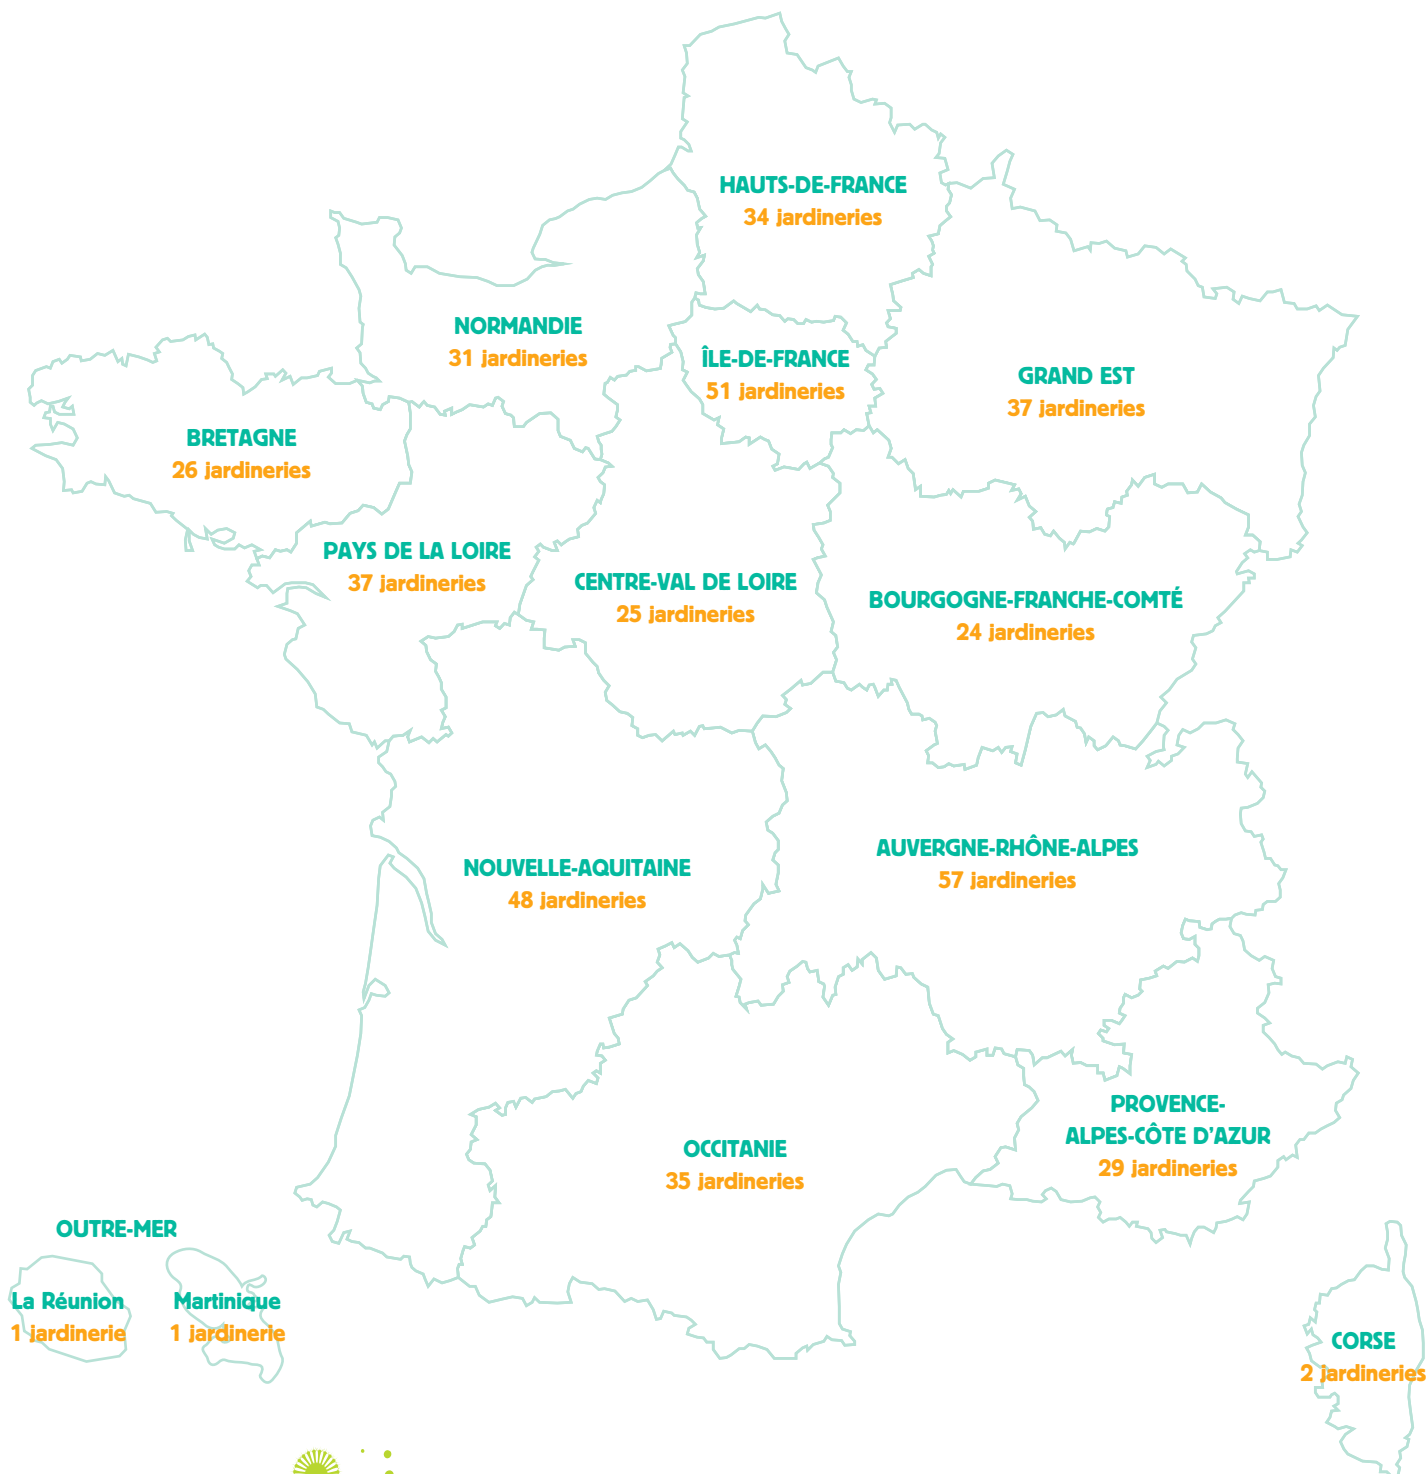 HAUTS-DE-FRANCE
34 jardineries
NORMANDIE
31 jardineries
ÎLE-DE-FRANCE
51 jardineries
GRAND EST
37 jardineries
BRETAGNE
26 jardineries
PAYS DE LA LOIRE
37 jardineries
CENTRE-VAL DE LOIRE
25 jardineries
BOURGOGNE-FRANCHE-COMTÉ
24 jardineries
NOUVELLE-AQUITAINE
48 jardineries
AUVERGNE-RHÔNE-ALPES
57 jardineries
OCCITANIE
35 jardineries
PROVENCE-
ALPES-CÔTE D'AZUR
29 jardineries
OUTRE-MER
La Réunion
1 jardinerie
Martinique
1 jardinerie
CORSE
2 jardineries